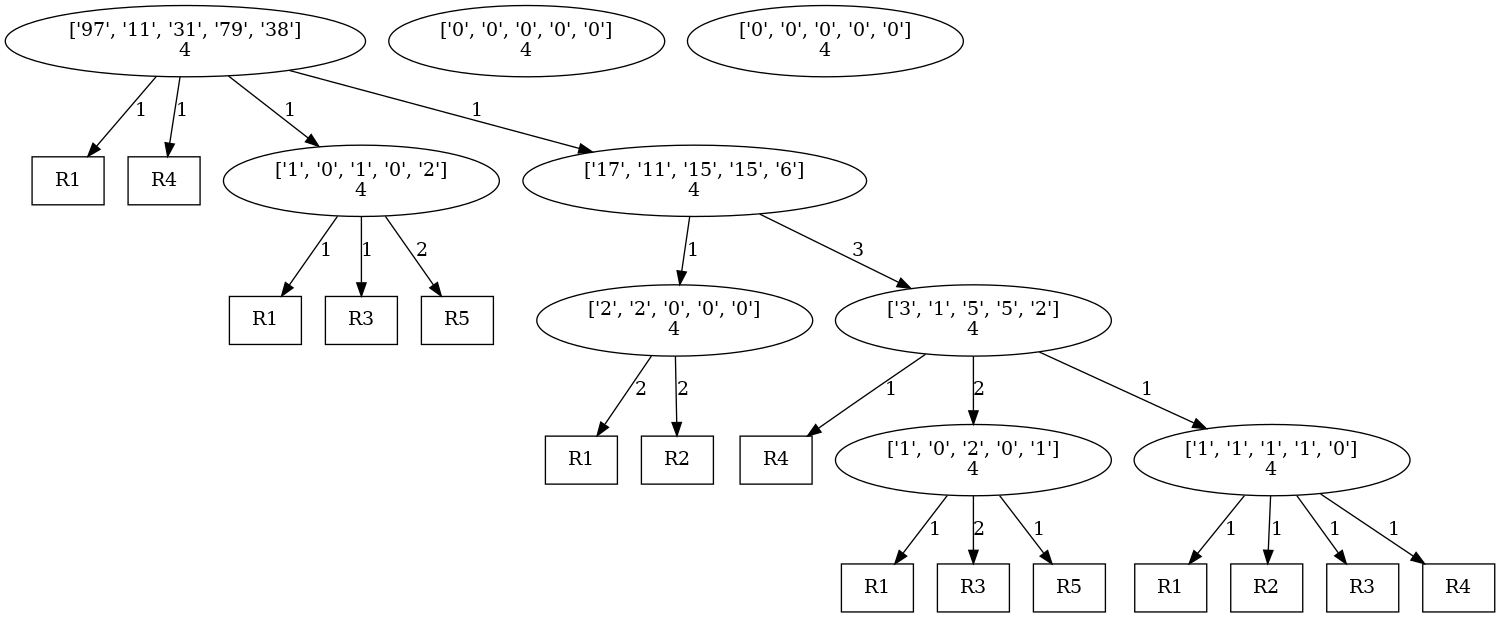 ['97', '11', '31', '79', '38']
4
['0', '0', '0', '0', '0']
4
['0', '0', '0', '0', '0']
4
1
1
1
1
R1
R4
['1', '0', '1', '0', '2']
4
['17', '11', '15', '15', '6']
4
1
1
2
1
3
R1
R3
R5
['2', '2', '0', '0', '0']
4
['3', '1', '5', '5', '2']
4
2
2
1
2
1
R1
R2
R4
['1', '0', '2', '0', '1']
4
['1', '1', '1', '1', '0']
4
1
2
1
1
1
1
1
R1
R3
R5
R1
R2
R3
R4